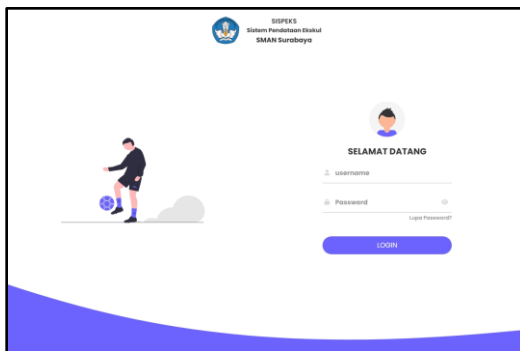 SISPEKS
Sistem Pendataan Ekskul
SMAN Surabaya
SELAMAT DATANG
username
Password
Lupa Password?
LOGIN